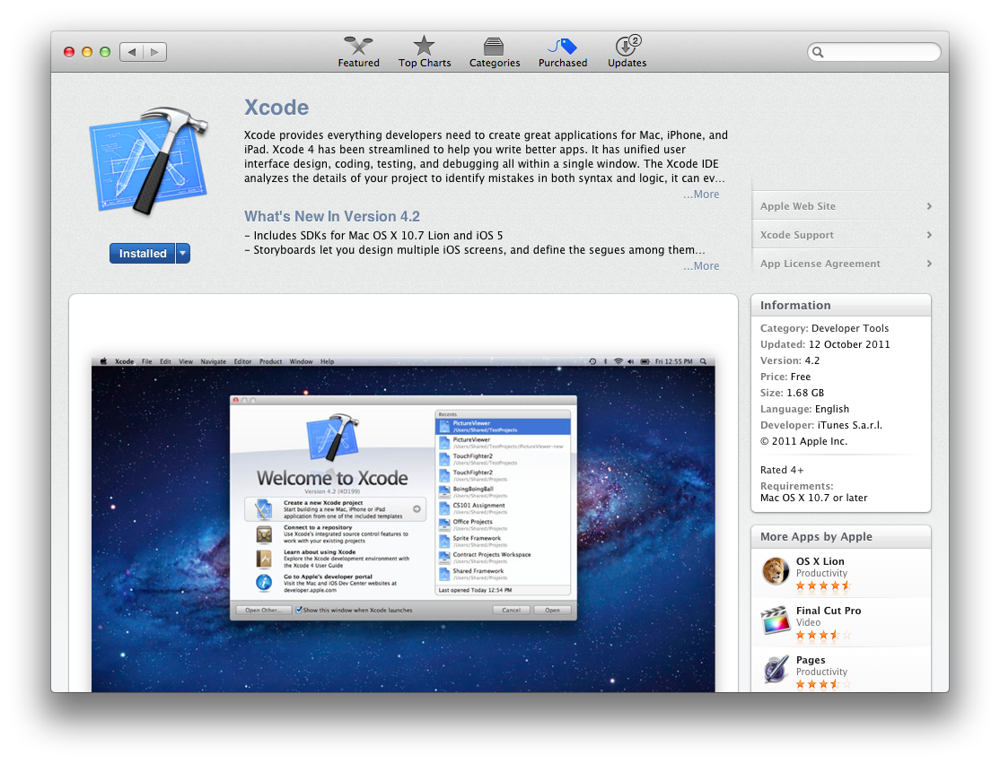 2
Featured
Top Charts
Categories
Purchased
Updates
Xcode
Xcode provides everything developers need to create great applications for Mac, iPhone, and
iPad. Xcode 4 has been streamlined to help you write better apps. It has unified user
interface design, coding, testing, and debugging all within a single window. The Xcode IDE
analyzes the details of your project to identify mistakes in both syntax and logic, it can ev...
...More
What's New In Version 4.2
- Includes SDKs for Mac OS X 10.7 Lion and iOS 5
- Storyboards let you design multiple iOS screens, and define the segues among them...
...More
Installed
Apple Web Site
Xcode Support
App License Agreement
Xcode File Edit View Navigate Editor Product Window Help
Fri 12:55 PM
Welcome to Xcode
Version 4.2 (4D199)
Create a new Xcode project
Start building a new Mac, iPhone or iPad
application from one of the included templates
Connect to a repository
Use Xcode's integrated source control features to
work with your existing projects
Learn about using Xcode
Explore the Xcode development environment with
the Xcode 4 User Guide
Go to Apple's developer portal
Visit the Mac and iOS Dev Center websites at
developer.apple.com
Recents
PictureViewer
/Users/Shared/TestProjects
PictureViewer
/Users/Shared/TestProjects/PictureViewer-new
TouchFighter2
/Users/Shared/TestProjects
TouchFighter2
/Users/Shared/Projects
BoingBoingBall
/Users/Shared/Projects
CS101 Assignment
/Users/Shared/Projects
Office Projects
/Users/Shared/Projects
Sprite Framework
/Users/Shared/Projects
Contract Projects Workspace
/Users/Shared/Projects
Shared Framework
/Users/Shared/Projects
Last opened Today 12:54 PM
Open Other...
Show this window when Xcode launches
Cancel
Open
Information
Category: Developer Tools
Updated: 12 October 2011
Version: 4.2
Price: Free
Size: 1.68 GB
Language: English
Developer: iTunes S.a.r.l.
© 2011 Apple Inc.
Rated 4+
Requirements:
Mac OS X 10.7 or later
More Apps by Apple
OS X Lion
Productivity
Final Cut Pro
Video
Pages
Productivity